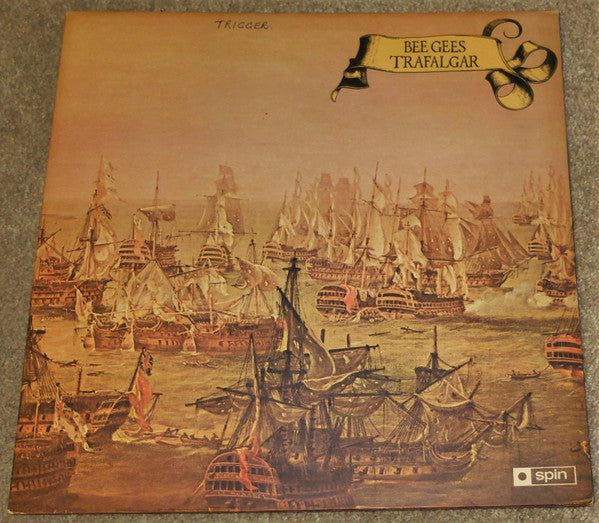 TRIGGER
BEE GEES
TRAFALGAR
spin